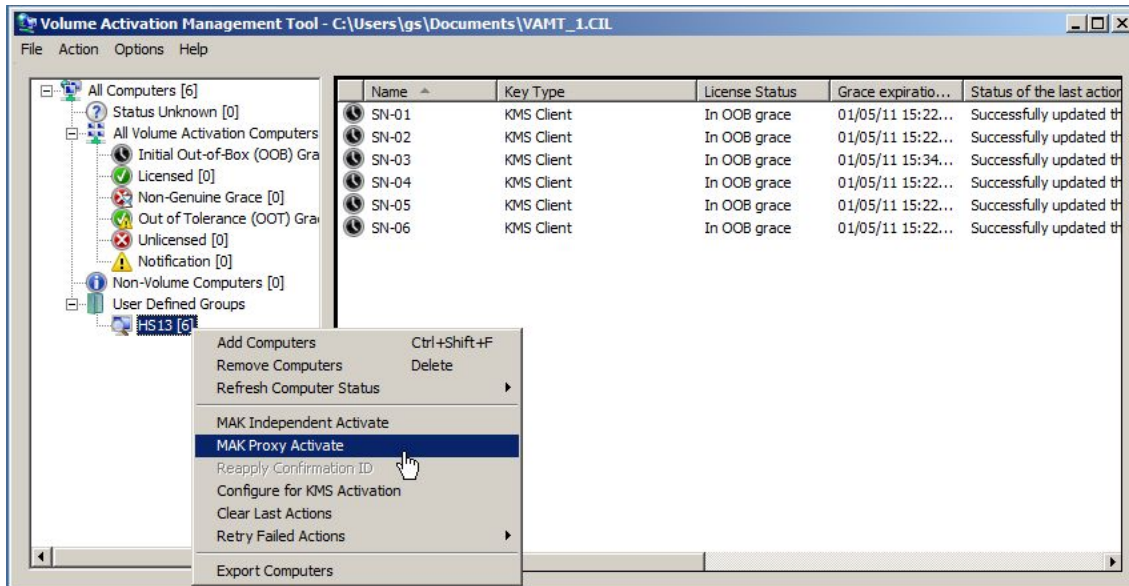 Volume Activation Management Tool - C:\Users\gs\Documents\VAMT_1.CIL
File Action Options Help
All Computers [6]
Status Unknown [0]
All Volume Activation Computers
Initial Out-of-Box (OOB) Gra
Licensed [0]
Non-Genuine Grace [0]
Out of Tolerance (OOT) Gra
Unlicensed [0]
Notification [0]
Non-Volume Computers [0]
User Defined Groups
HS13 [6]
Name Key Type License Status Grace expiratio... Status of the last action
SN-01 KMS Client In OOB grace 01/05/11 15:22... Successfully updated th
SN-02 KMS Client In OOB grace 01/05/11 15:22... Successfully updated th
SN-03 KMS Client In OOB grace 01/05/11 15:34... Successfully updated th
SN-04 KMS Client In OOB grace 01/05/11 15:22... Successfully updated th
SN-05 KMS Client In OOB grace 01/05/11 15:22... Successfully updated th
SN-06 KMS Client In OOB grace 01/05/11 15:22... Successfully updated th
Add Computers Ctrl+Shift+F
Remove Computers Delete
Refresh Computer Status
MAK Independent Activate
MAK Proxy Activate
Reapply Confirmation ID
Configure for KMS Activation
Clear Last Actions
Retry Failed Actions
Export Computers